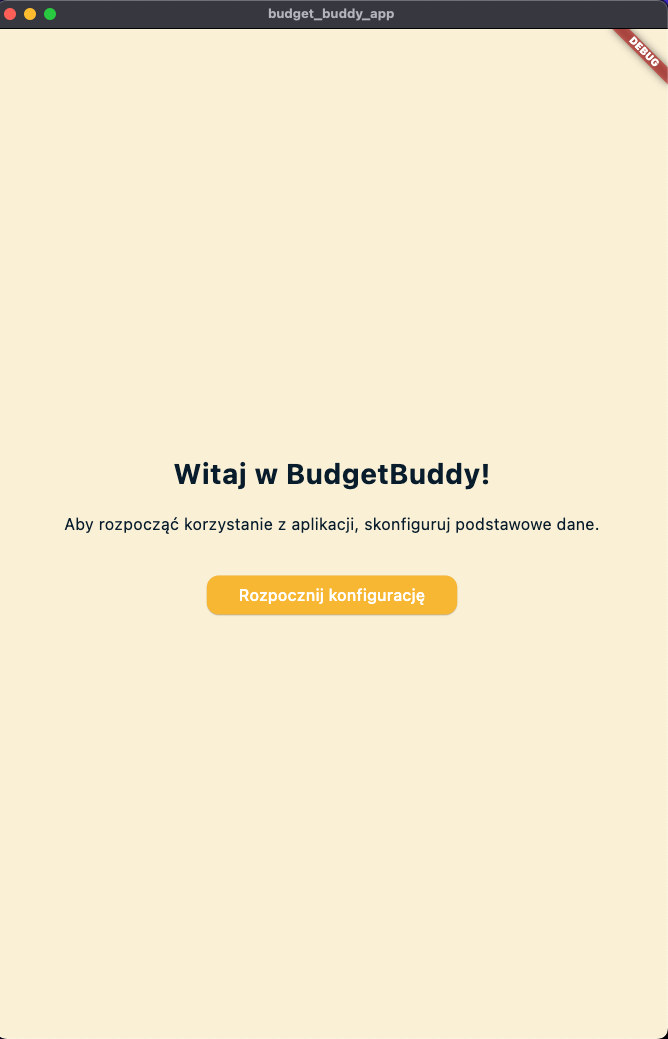 budget_buddy_app
DEBUG
Witaj w BudgetBuddy!
Aby rozpocząć korzystanie z aplikacji, skonfiguruj podstawowe dane.
Rozpocznij konfigurację